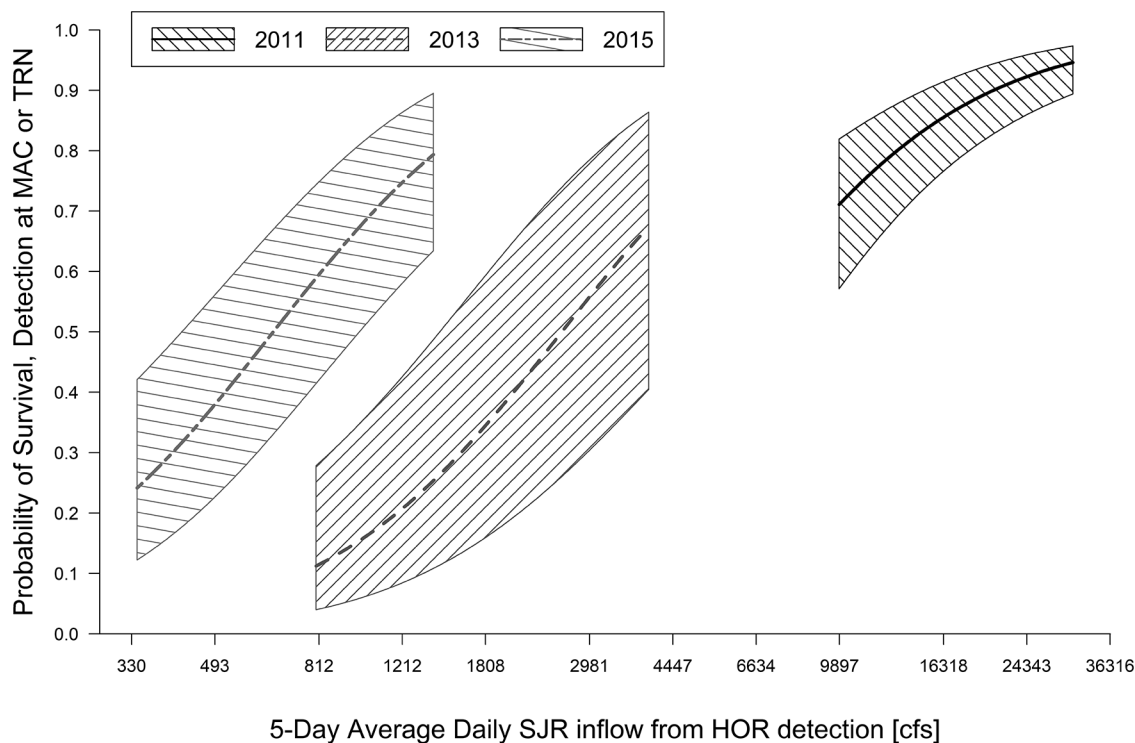 2011 2013 2015
Probability of Survival, Detection at MAC or TRN
1.0
0.9
0.8
0.7
0.6
0.5
0.4
0.3
0.2
0.1
0.0
330 493 812 1212 1808 2981 4447 6634 9897 16318 24343 36316
5-Day Average Daily SJR inflow from HOR detection [cfs]